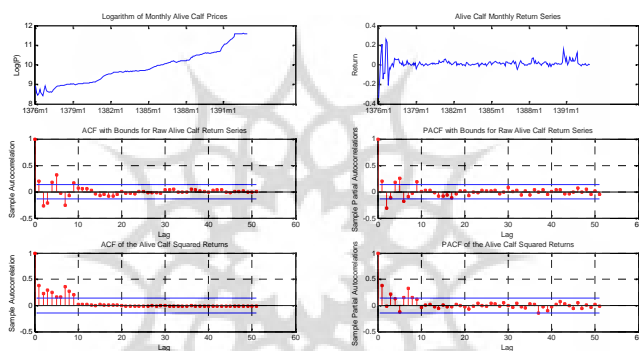 Logarithm of Monthly Alive Calf Prices
Log(P)
12
11
10
9
8
1376m1 1379m1 1382m1 1385m1 1388m1 1391m1
Alive Calf Monthly Return Series
Return
0.4
0.2
0
-0.2
-0.4
1376m1 1379m1 1382m1 1385m1 1388m1 1391m1
ACF with Bounds for Raw Alive Calf Return Series
Sample Autocorrelation
1
0.5
0
-0.5
0 10 20 30 40 50 60
Lag
PACF with Bounds for Raw Alive Calf Return Series
Sample Partial Autocorrelations
1
0.5
0
-0.5
0 10 20 30 40 50 60
Lag
ACF of the Alive Calf Squared Returns
Sample Autocorrelation
1
0.5
0
-0.5
0 10 20 30 40 50 60
Lag
PACF of the Alive Calf Squared Returns
Sample Partial Autocorrelations
1
0.5
0
-0.5
0 10 20 30 40 50 60
Lag